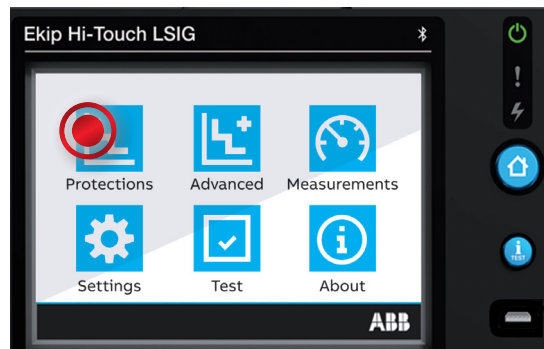 Ekip Hi-Touch LSIG
Protections Advanced Measurements
Settings Test About
TEST
ABB